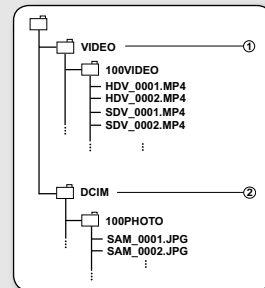 VIDEO ①
100VIDEO
HDV_0001.MP4
HDV_0002.MP4
SDV_0001.MP4
SDV_0002.MP4
DCIM ②
100PHOTO
SAM_0001.JPG
SAM_0002.JPG